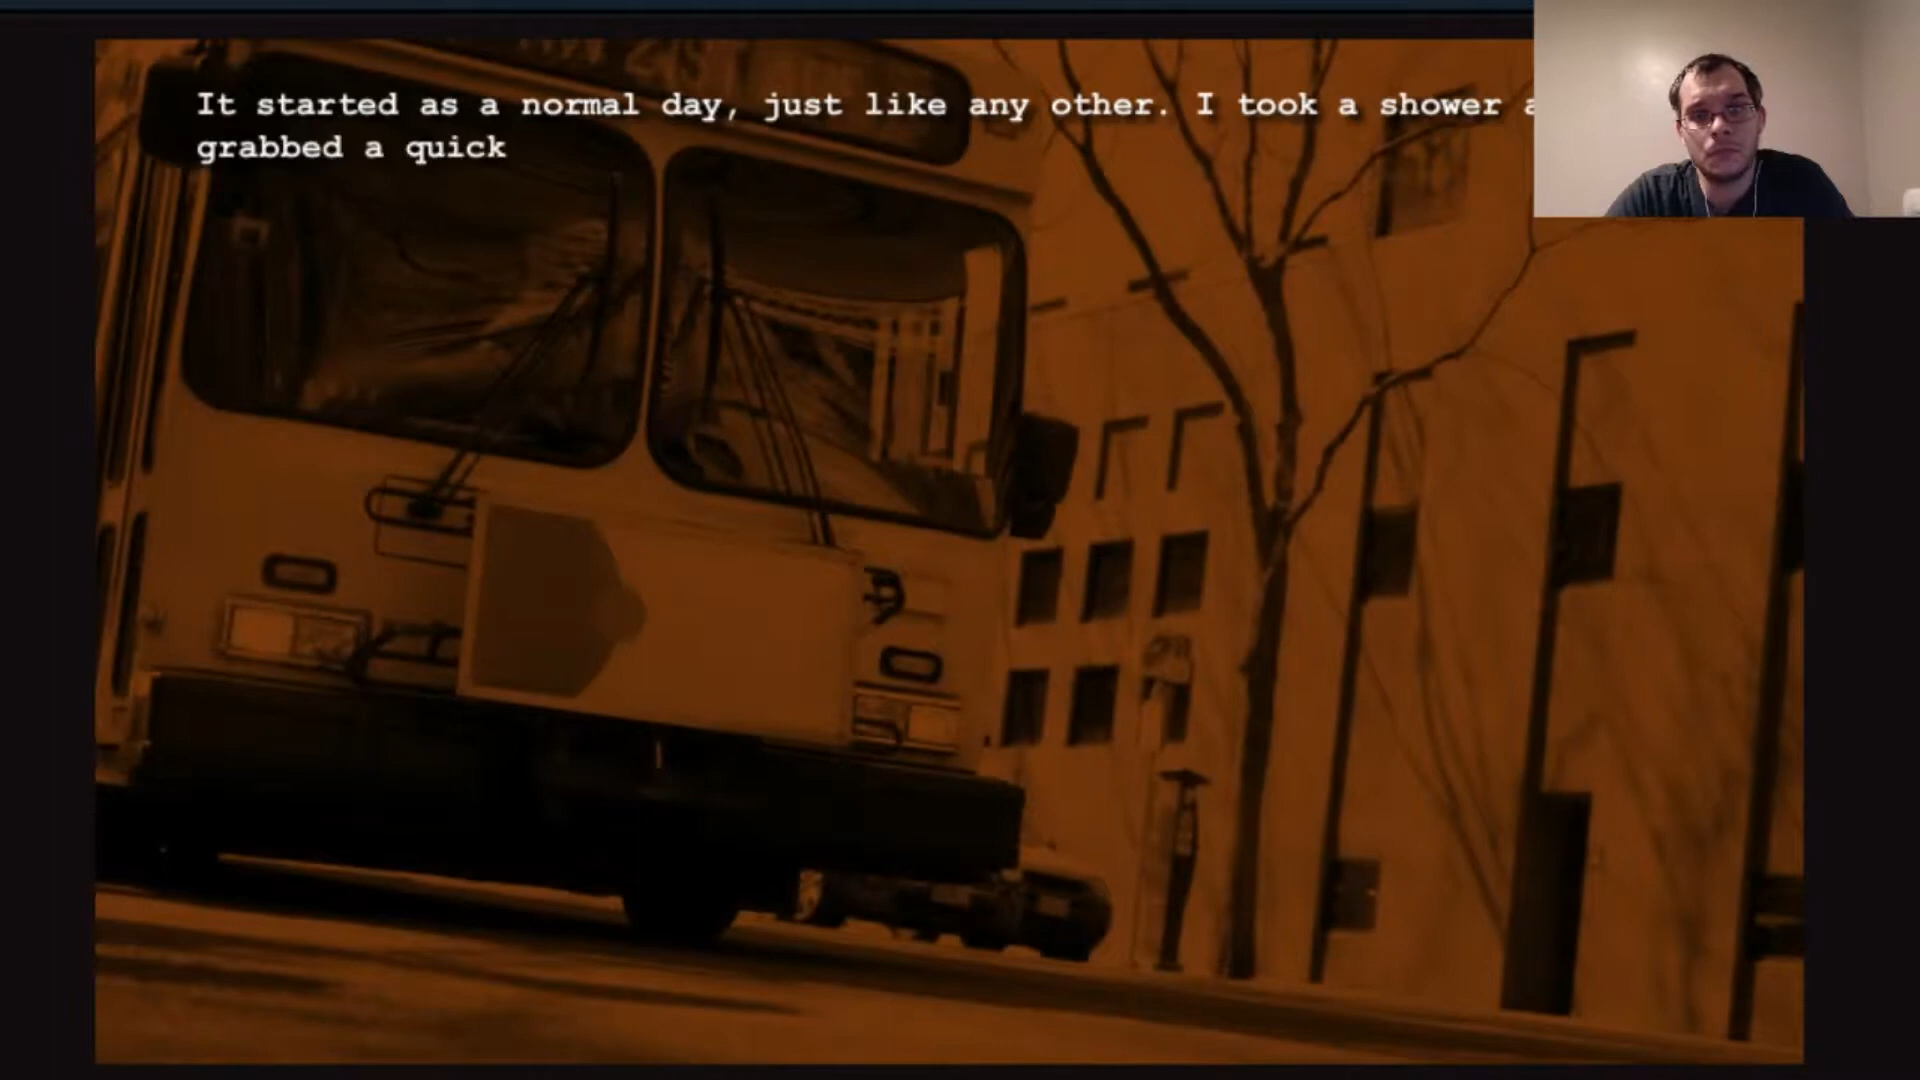 It started as a normal day, just like any other. I took a shower
grabbed a quick